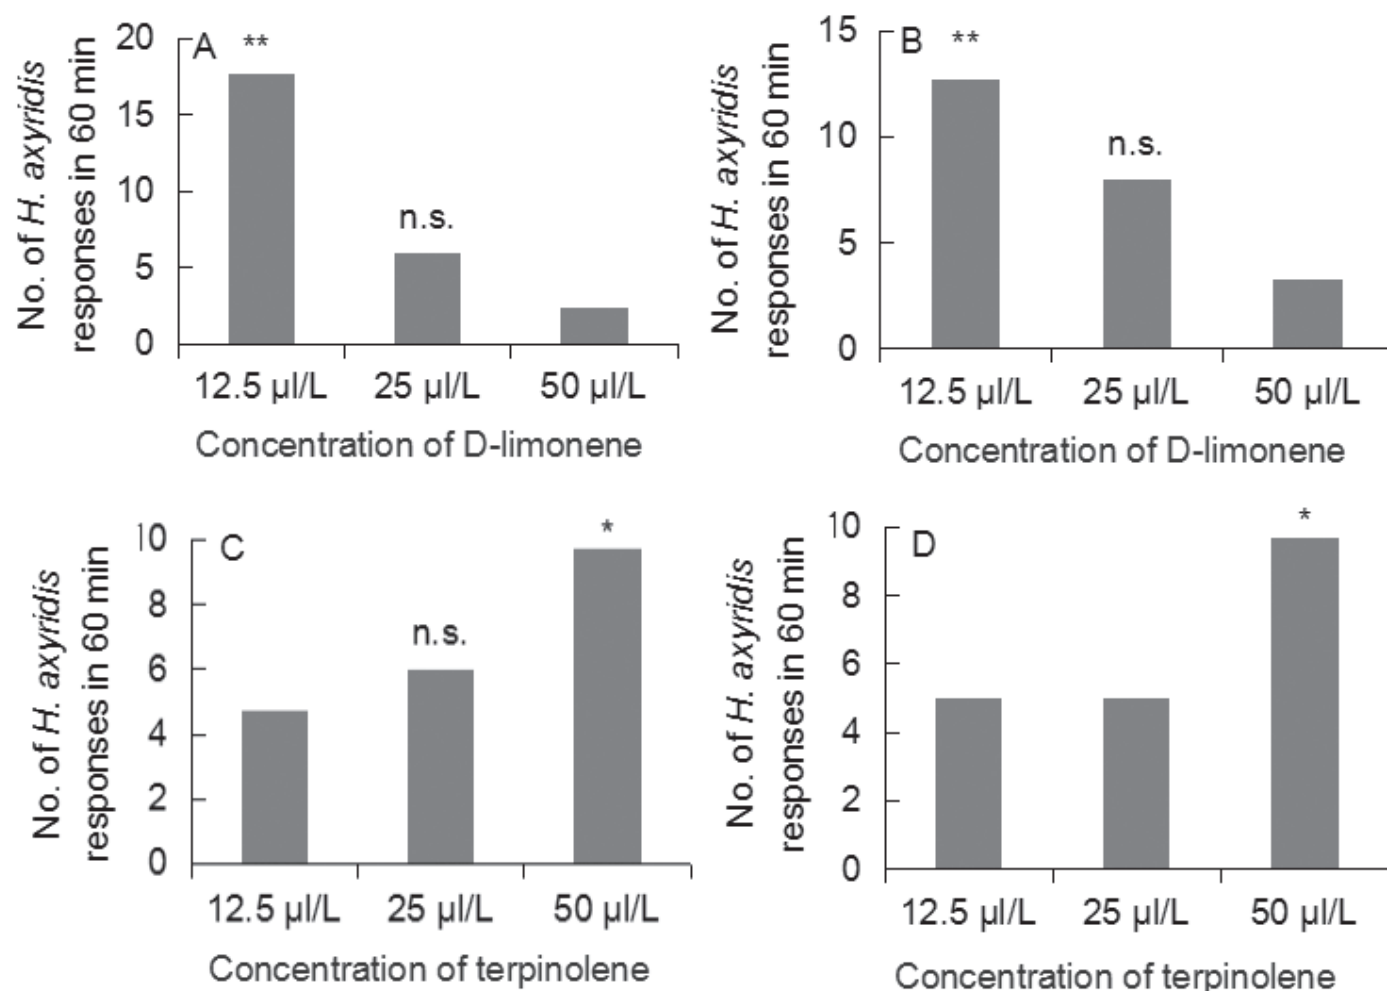 No. of H. axyridis
responses in 60 min
20
15
10
5
0
A
**
n.s.
12.5 µl/L 25 µl/L 50 µl/L
Concentration of D-limonene
No. of H. axyridis
responses in 60 min
15
10
5
0
B
**
n.s.
12.5 µl/L 25 µl/L 50 µl/L
Concentration of D-limonene
No. of H. axyridis
responses in 60 min
10
8
6
4
2
0
C
n.s.
*
12.5 µl/L 25 µl/L 50 µl/L
Concentration of terpinolene
No. of H. axyridis
responses in 60 min
10
8
6
4
2
0
D
*
12.5 µl/L 25 µl/L 50 µl/L
Concentration of terpinolene